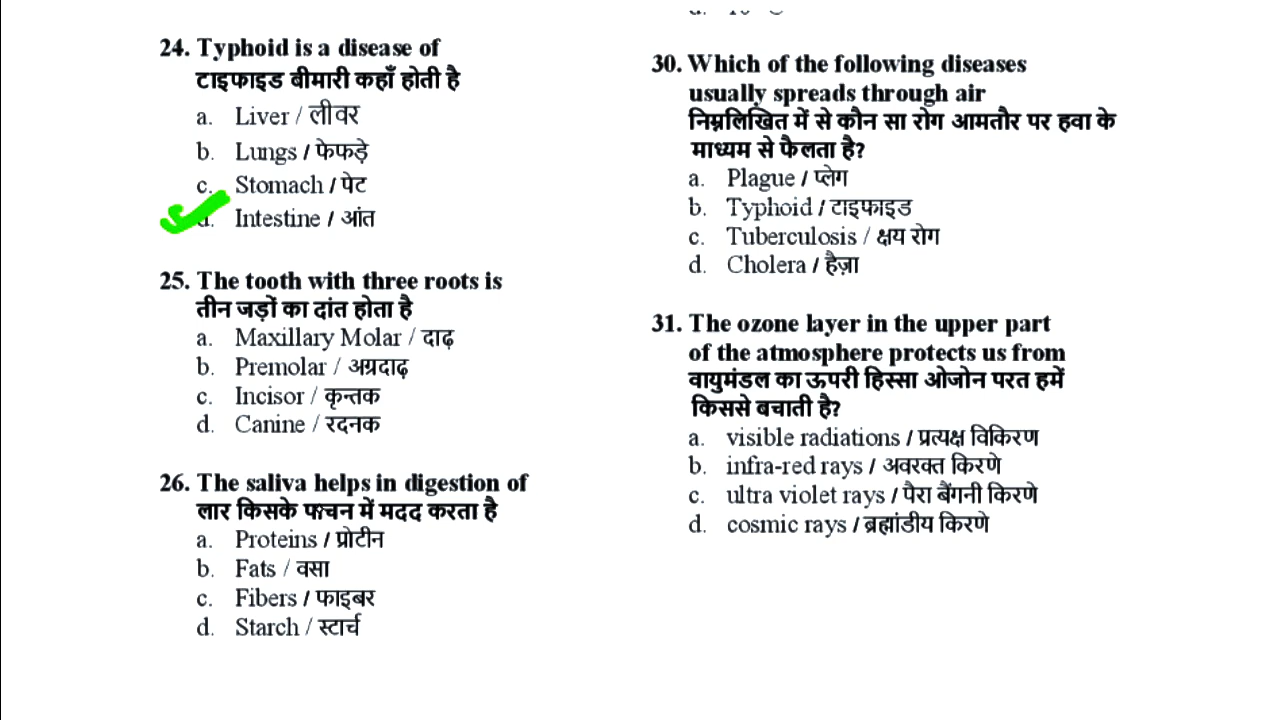 24. Typhoid is a disease of
टाइफाइड बीमारी कहाँ होती है
a. Liver / लीवर
b. Lungs / फेफड़े
c. Stomach / पेट
d. Intestine / आंत
25. The tooth with three roots is
तीन जड़ों का दांत होता है
a. Maxillary Molar / दाढ़
b. Premolar / अग्रदाढ़
c. Incisor / कृन्तक
d. Canine / रदनक
26. The saliva helps in digestion of
लार किसके पाचन में मदद करता है
a. Proteins / प्रोटीन
b. Fats / वसा
c. Fibers / फाइबर
d. Starch / स्टार्च
30. Which of the following diseases
usually spreads through air
निम्नलिखित में से कौन सा रोग आमतौर पर हवा के
माध्यम से फैलता है?
a. Plague / प्लेग
b. Typhoid / टाइफाइड
c. Tuberculosis / क्षय रोग
d. Cholera / हैज़ा
31. The ozone layer in the upper part
of the atmosphere protects us from
वायुमंडल का ऊपरी हिस्सा ओजोन परत हमें
किससे बचाती है?
a. visible radiations / प्रत्यक्ष विकिरण
b. infra-red rays / अवरक्त किरणे
c. ultra violet rays / पैरा बैंगनी किरणे
d. cosmic rays / ब्रह्मांडीय किरणे